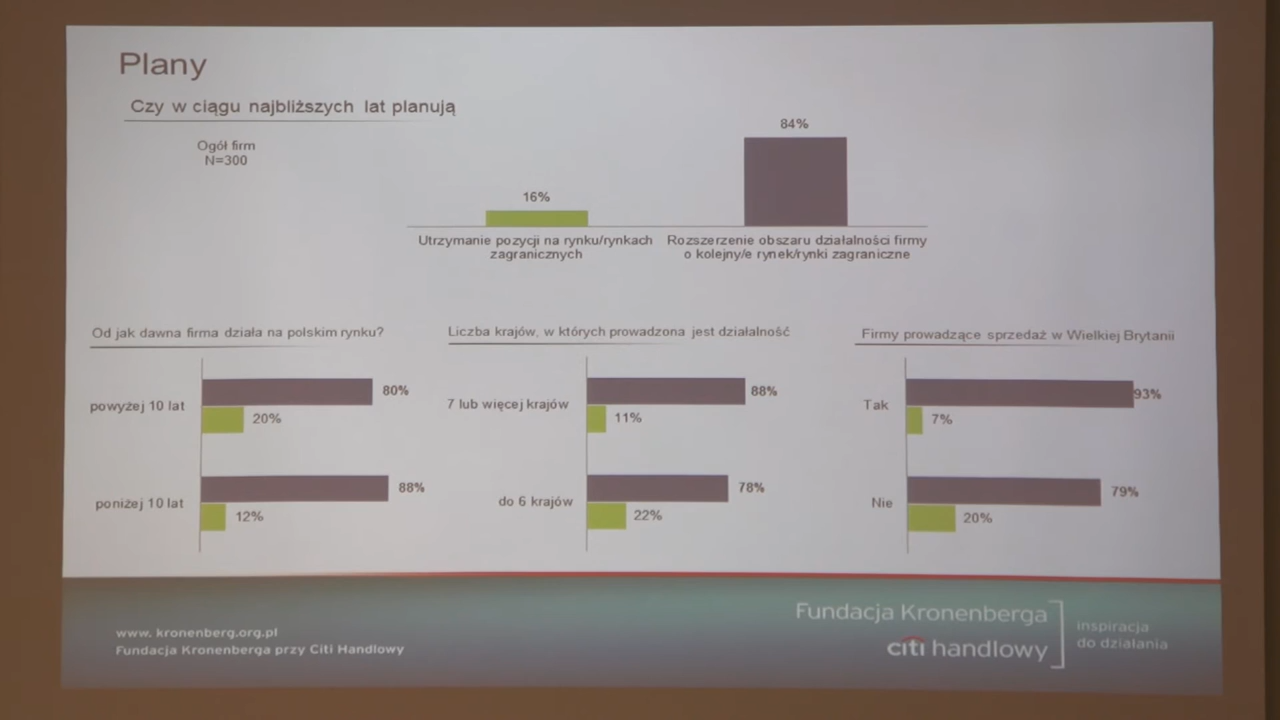 Plany
Czy w ciągu najbliższych lat planują
Ogół firm
N=300
16%
84%
Utrzymanie pozycji na rynku/rynkach
zagranicznych
Rozszerzenie obszaru działalności firmy
o kolejny/e rynek/rynki zagraniczne
Od jak dawna firma działa na polskim rynku?
powyżej 10 lat
80%
20%
poniżej 10 lat
88%
12%
Liczba krajów, w których prowadzona jest działalność
7 lub więcej krajów
88%
11%
do 6 krajów
78%
22%
Firmy prowadzące sprzedaż w Wielkiej Brytanii
Tak
93%
7%
Nie
79%
20%
www. kronenberg.org.pl
Fundacja Kronenberga przy Citi Handlowy
Fundacja Kronenberga
citi handlowy
inspiracja
do działania